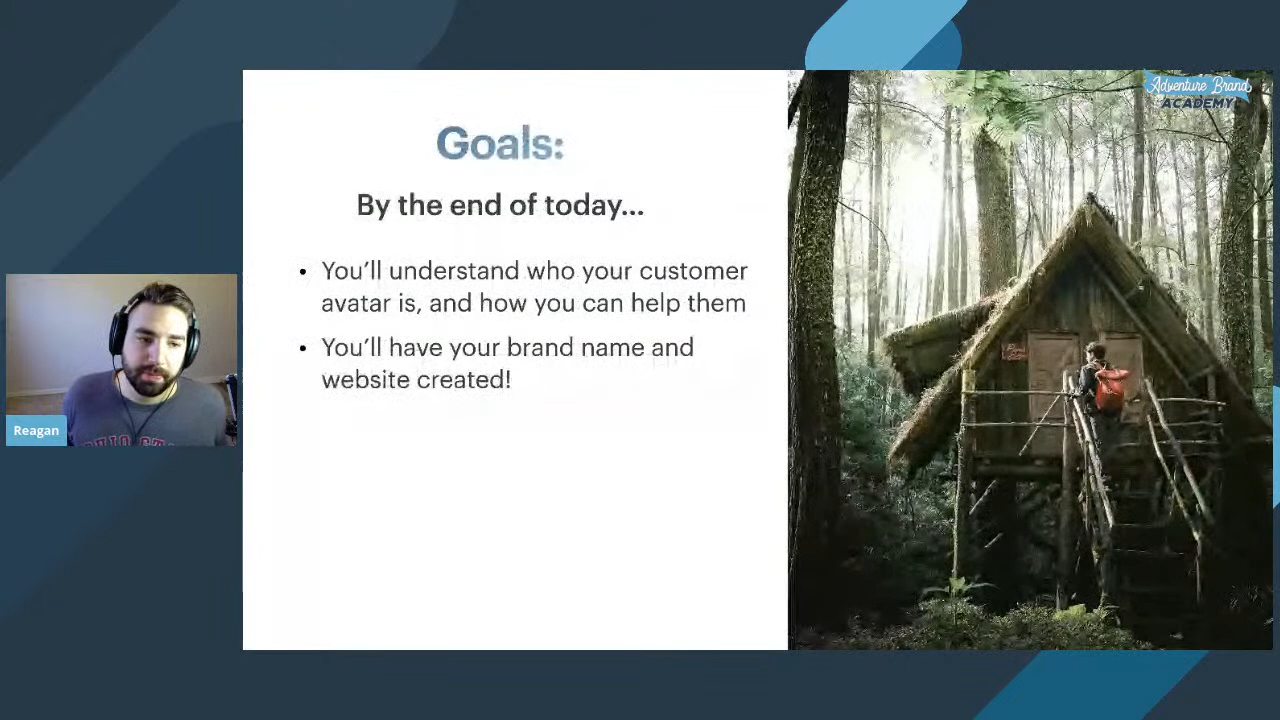 Adventure Brand
ACADEMY
Goals:
By the end of today...
• You’ll understand who your customer
avatar is, and how you can help them
• You’ll have your brand name and
website created!
Reagan